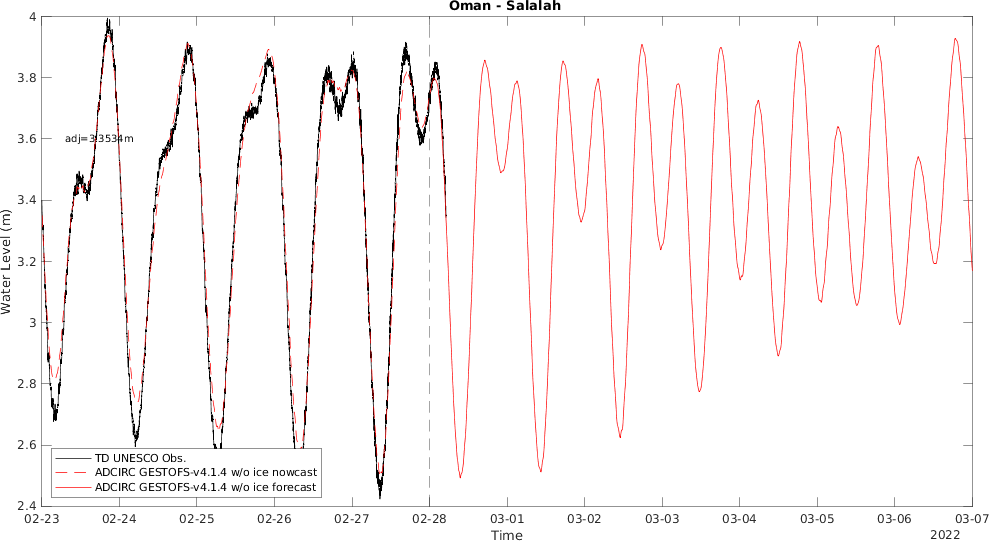 Oman - Salalah
4
3.8
3.6
3.4
3.2
3
2.8
2.6
2.4
Water Level (m)
adj=3.3534m
TD UNESCO Obs.
ADCIRC GESTOFS-v4.1.4 w/o ice nowcast
ADCIRC GESTOFS-v4.1.4 w/o ice forecast
02-23 02-24 02-25 02-26 02-27 02-28 03-01 03-02 03-03 03-04 03-05 03-06 03-07
Time
2022